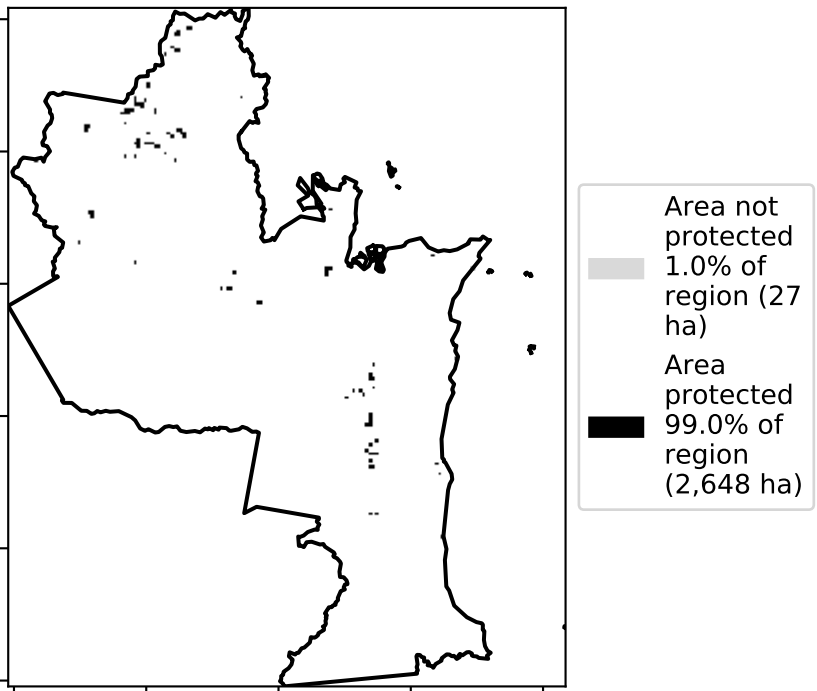 Area not
protected
1.0% of
region (27
ha)
Area
protected
99.0% of
region
(2,648 ha)